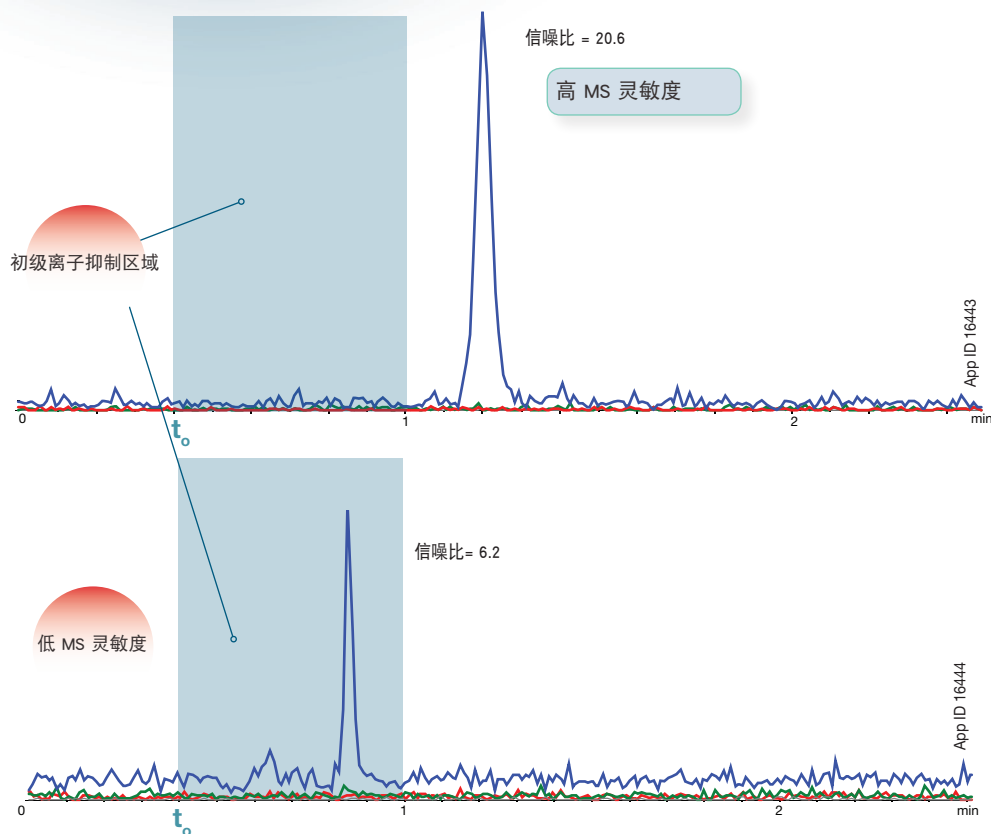 信噪比 = 20.6
高 MS 灵敏度
初级离子抑制区域
App ID 16443
0
1
2
min
to
信噪比= 6.2
低 MS 灵敏度
App ID 16444
0
1
2
min
to